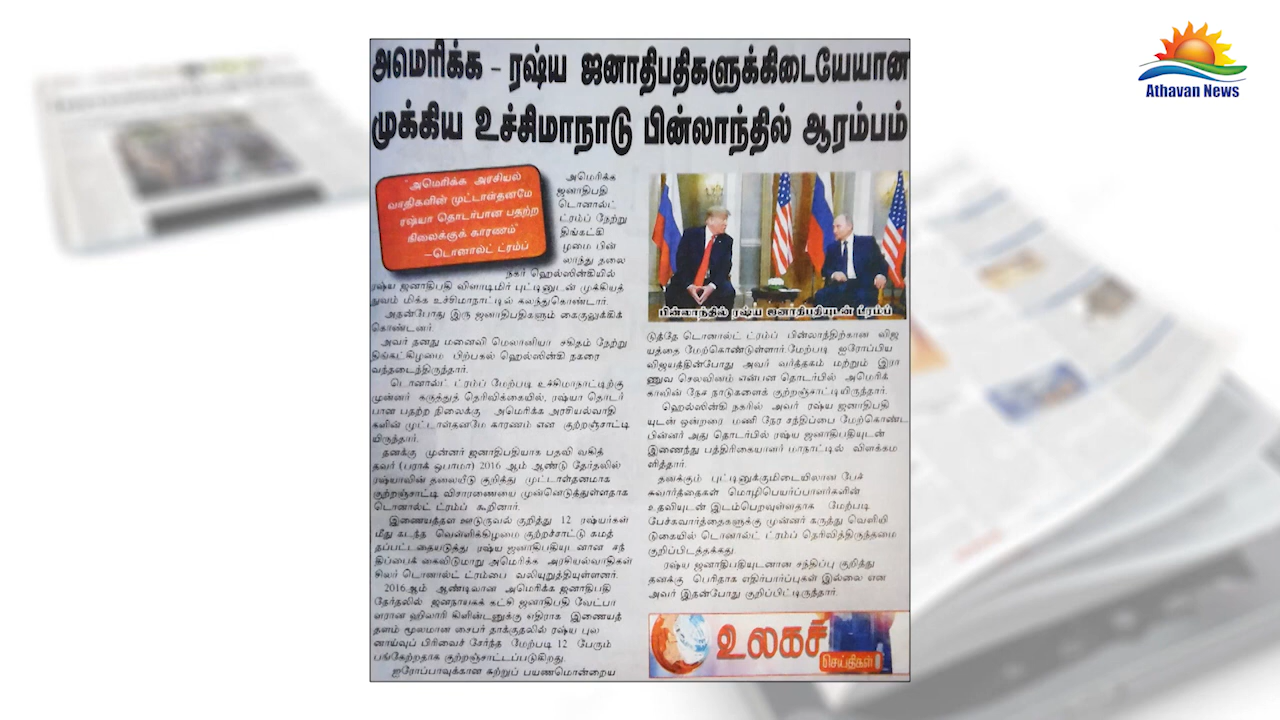 அமெரிக்க – ரஷ்ய ஜனாதிபதிகளுக்கிடையேயான
முக்கிய உச்சிமாநாடு பின்லாந்தில் ஆரம்பம்
"அமெரிக்க அரசியல்
வாதிகளின் முட்டாள்தனமே
ரஷ்யா தொடர்பான பதற்ற
நிலைக்குக் காரணம்"
–டொனால்ட் ட்ரம்ப்
அமெரிக்க
ஜனாதிபதி
டொனால்ட்
ட்ரம்ப் நேற்று
திங்கட்கி
ழமை பின்
லாந்து தலை
நகர் ஹெல்சிங்கியில்
ரஷ்ய ஜனாதிபதி விளாடிமிர் புட்டினுடன் முக்கியத்
துவம் மிக்க உச்சிமாநாட்டில் கலந்துகொண்டார்.
அதன்போது இரு ஜனாதிபதிகளும் கைகுலுக்கிக்
கொண்டனர்.
அவர் தனது மனைவி மெலானியா சகிதம் நேற்று
திங்கட்கிழமை பிற்பகல் ஹெல்சிங்கி நகரை
வந்தடைந்திருந்தார்.
டொனால்ட் ட்ரம்ப் மேற்படி உச்சிமாநாட்டிற்கு
முன்னர் கருத்துத் தெரிவிக்கையில், ரஷ்யா தொடர்
பான பதற்ற நிலைக்கு அமெரிக்க அரசியல்வாதி
களின் முட்டாள்தனமே காரணம் என குற்றஞ்சாட்டி
யிருந்தார்.
தனக்கு முன்னர் ஜனாதிபதியாக பதவி வகித்
தவர் (பராக் ஒபாமா) 2016 ஆம் ஆண்டு தேர்தலில்
ரஷ்யாவின் தலையீடு குறித்து முட்டாள்தனமாக
குற்றஞ்சாட்டி விசாரணையை முன்னெடுத்துள்ளதாக
டொனால்ட் ட்ரம்ப் கூறினார்.
இணையத்தள ஊடுருவல் குறித்து 12 ரஷ்யர்கள்
மீது கடந்த வெள்ளிக்கிழமை குற்றச்சாட்டு சுமத்
தப்பட்டதையடுத்து ரஷ்ய ஜனாதிபதியுடனான சந்
திப்பைக் கைவிடுமாறு அமெரிக்க அரசியல்வாதிகள்
சிலர் டொனால்ட் ட்ரம்பை வலியுறுத்தியுள்ளனர்.
2016ஆம் ஆண்டிலான அமெரிக்க ஜனாதிபதி
தேர்தலில் ஜனநாயகக் கட்சி ஜனாதிபதி வேட்பா
ளரான ஹிலாரி கிளின்டனுக்கு எதிராக இணையத்
தளம் மூலமான சைபர் தாக்குதலில் ரஷ்ய புல
னாய்வுப் பிரிவைச் சேர்ந்த மேற்படி 12 பேரும்
பங்கேற்றதாக குற்றஞ்சாட்டப்படுகிறது.
ஐரோப்பாவுக்கான சுற்றுப் பயணமொன்றைய
பின்லாந்தில் ரஷ்ய ஜனாதிபதியுடன் ட்ரம்ப்
டுத்தே டொனால்ட் ட்ரம்ப் பின்லாந்திற்கான விஜ
யத்தை மேற்கொண்டுள்ளார்.மேற்படி ஐரோப்பிய
விஜயத்தின்போது அவர் வர்த்தகம் மற்றும் இரா
ணுவ செலவினம் என்பன தொடர்பில் அமெரிக்
காவின் நேச நாடுகளைக் குற்றஞ்சாட்டியிருந்தார்.
ஹெல்சிங்கி நகரில் அவர் ரஷ்ய ஜனாதிபதி
யுடன் ஒன்றரை மணி நேர சந்திப்பை மேற்கொண்ட
பின்னர் அது தொடர்பில் ரஷ்ய ஜனாதிபதியுடன்
இணைந்து பத்திரிகையாளர் மாநாட்டில் விளக்கம
ளித்தார்.
தனக்கும் புட்டினுக்குமிடையிலான பேச்
சுவார்த்தைகள் மொழிபெயர்ப்பாளர்களின்
உதவியுடன் இடம்பெறவுள்ளதாக மேற்படி
பேச்சுவார்த்தைகளுக்கு முன்னர் கருத்து வெளியி
டுகையில் டொனால்ட் ட்ரம்ப் தெரிவித்திருந்தமை
குறிப்பிடத்தக்கது.
ரஷ்ய ஜனாதிபதியுடனான சந்திப்பு குறித்து
தனக்கு பெரிதாக எதிர்பார்ப்புகள் இல்லை என
அவர் இதன்போது குறிப்பிட்டிருந்தார்.
உலகச்
செய்திகள்
Athavan News